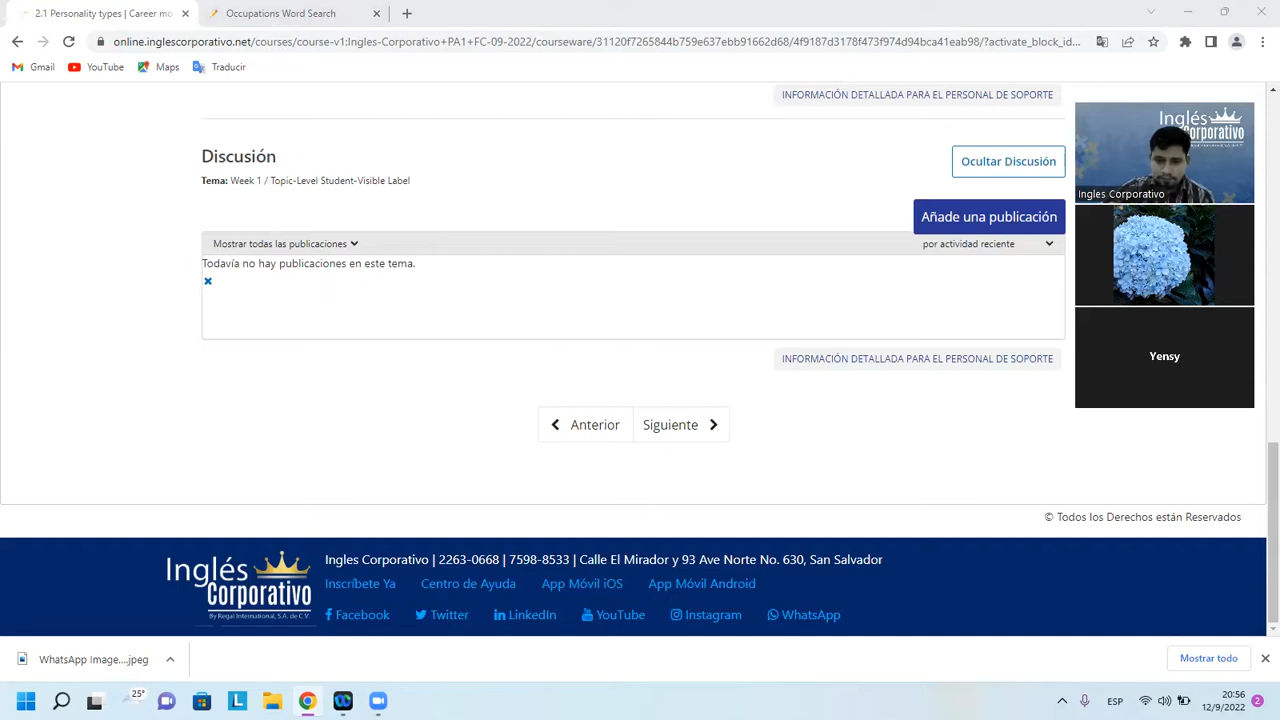 2.1 Personality types | Career mo
Occupations Word Search
online.inglescorporativo.net/courses/course-v1:Ingles-Corporativo+PA1+FC-09-2022/courseware/31120f7265844b759e637ebb91662d68/4f9187d3178f473f974d94bca41eab98/?activate_block_id...
Gmail
YouTube
Maps
Traducir
INFORMACIÓN DETALLADA PARA EL PERSONAL DE SOPORTE
Discusión
Ocultar Discusión
Tema: Week 1 / Topic-Level Student-Visible Label
Añade una publicación
Mostrar todas las publicaciones
por actividad reciente
Todavía no hay publicaciones en este tema.
INFORMACIÓN DETALLADA PARA EL PERSONAL DE SOPORTE
Inglés
Corporativo
Ingles Corporativo
Yensy
Anterior
Siguiente
© Todos los Derechos están Reservados
Inglés
Corporativo
By Regal International, S.A. de C.V.
Ingles Corporativo | 2263-0668 | 7598-8533 | Calle El Mirador y 93 Ave Norte No. 630, San Salvador
Inscríbete Ya
Centro de Ayuda
App Móvil iOS
App Móvil Android
Facebook
Twitter
LinkedIn
YouTube
Instagram
WhatsApp
WhatsApp Image....jpeg
Mostrar todo
25°
L
ESP
20:56
12/9/2022
2